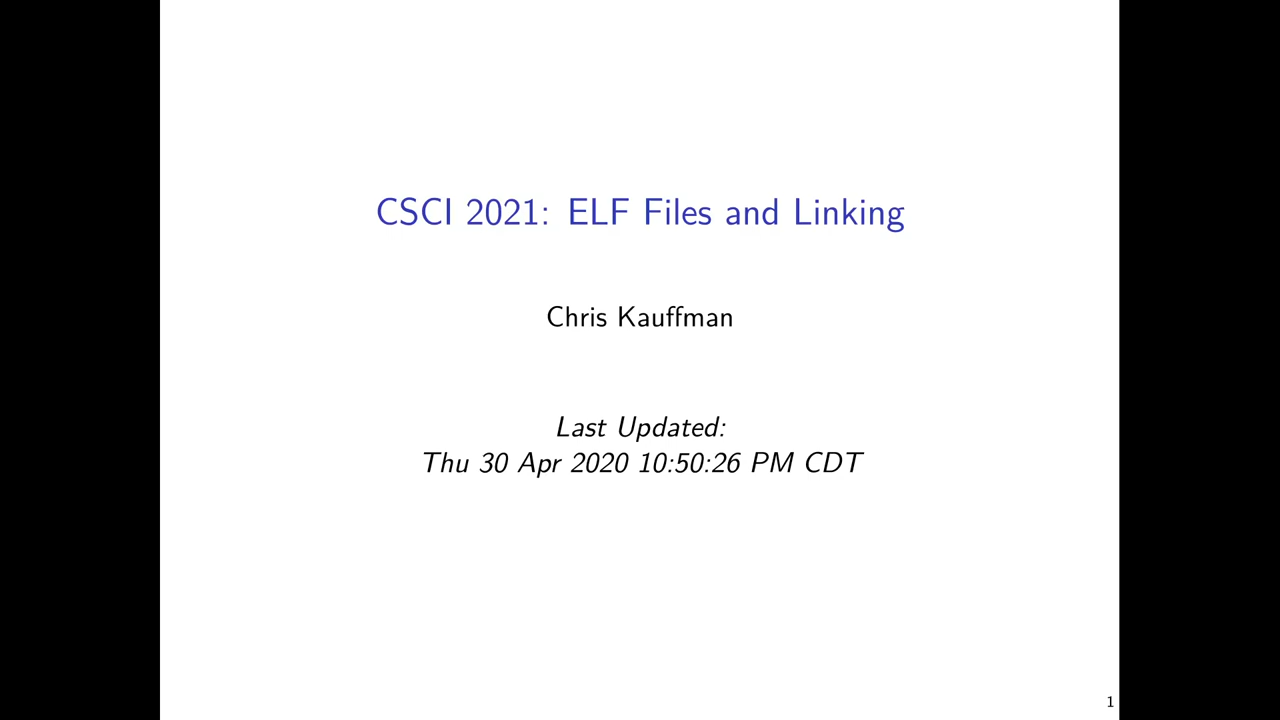 CSCI 2021: ELF Files and Linking
Chris Kauffman
Last Updated:
Thu 30 Apr 2020 10:50:26 PM CDT
1